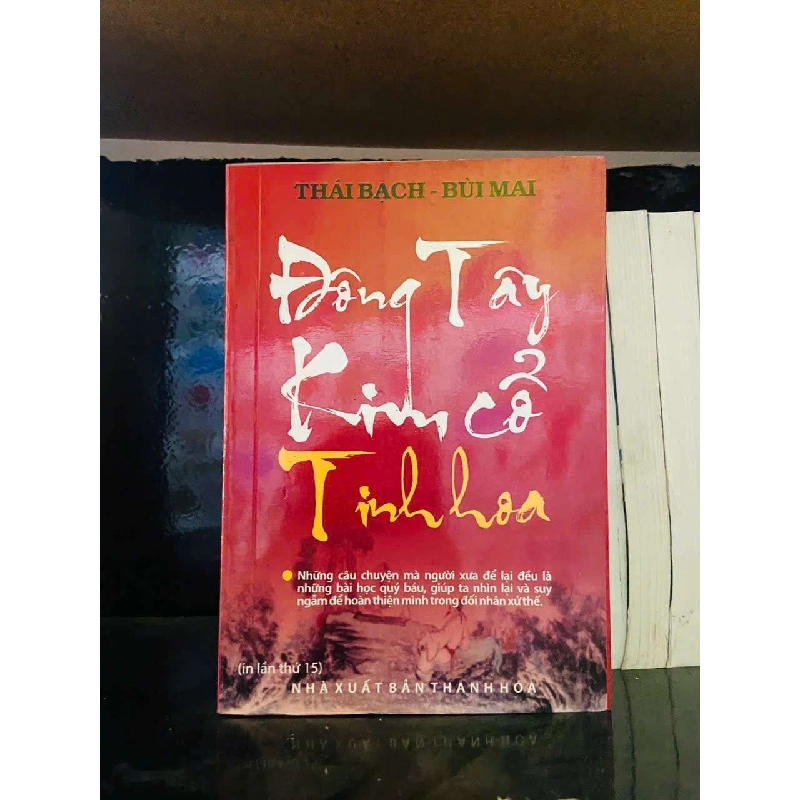 THÁI BẠCH - BÙI MAI
Đông Tây
Kim cổ
Tinh hoa
Những câu chuyện mà người xưa để lại đều là
những bài học quý báu, giúp ta nhìn lại và suy
ngẫm để hoàn thiện mình trong đối nhân xử thế.
(in lần thứ 15)
NHÀ XUẤT BẢN THANH HÓA